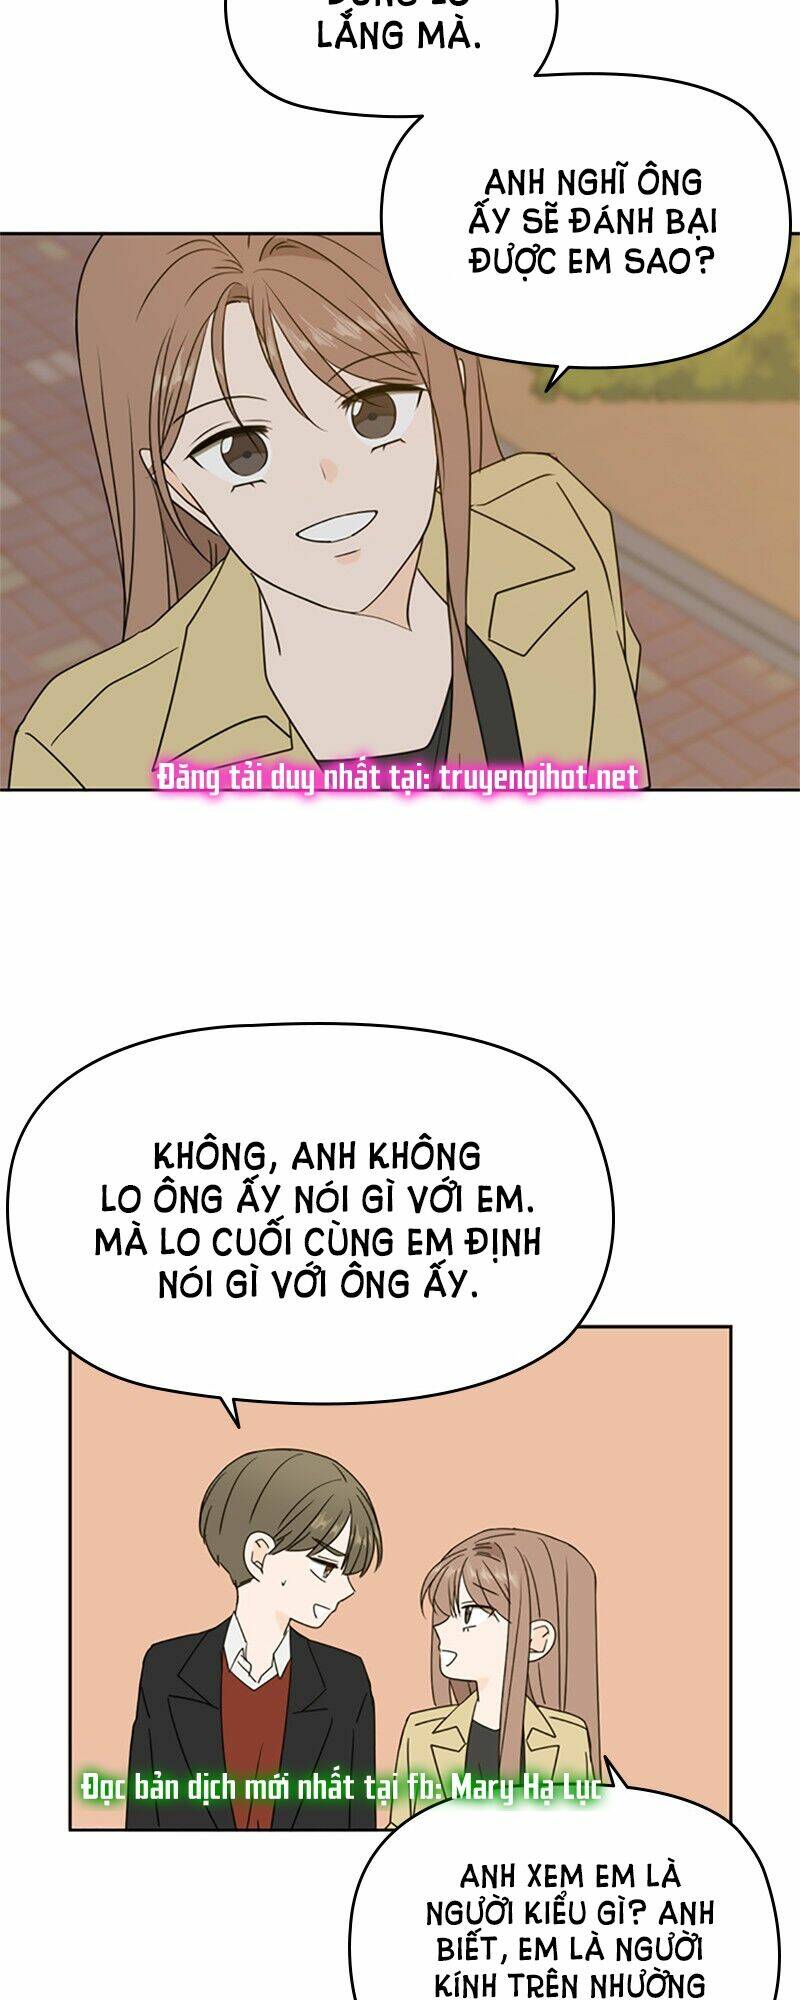 ĐỪNG LO
LẮNG MÀ.
ANH NGHĨ ÔNG
ẤY SẼ ĐÁNH BẠI
ĐƯỢC EM SAO?
Đăng tải duy nhất tại: truyengihot.net
KHÔNG, ANH KHÔNG
LO ÔNG ẤY NÓI GÌ VỚI EM.
MÀ LO CUỐI CÙNG EM ĐỊNH
NÓI GÌ VỚI ÔNG ẤY.
Đọc bản dịch mới nhất tại fb: Mary Hạ Lục
ANH XEM EM LÀ
NGƯỜI KIỂU GÌ? ANH
BIẾT, EM LÀ NGƯỜI
KÍNH TRÊN NHƯỜNG